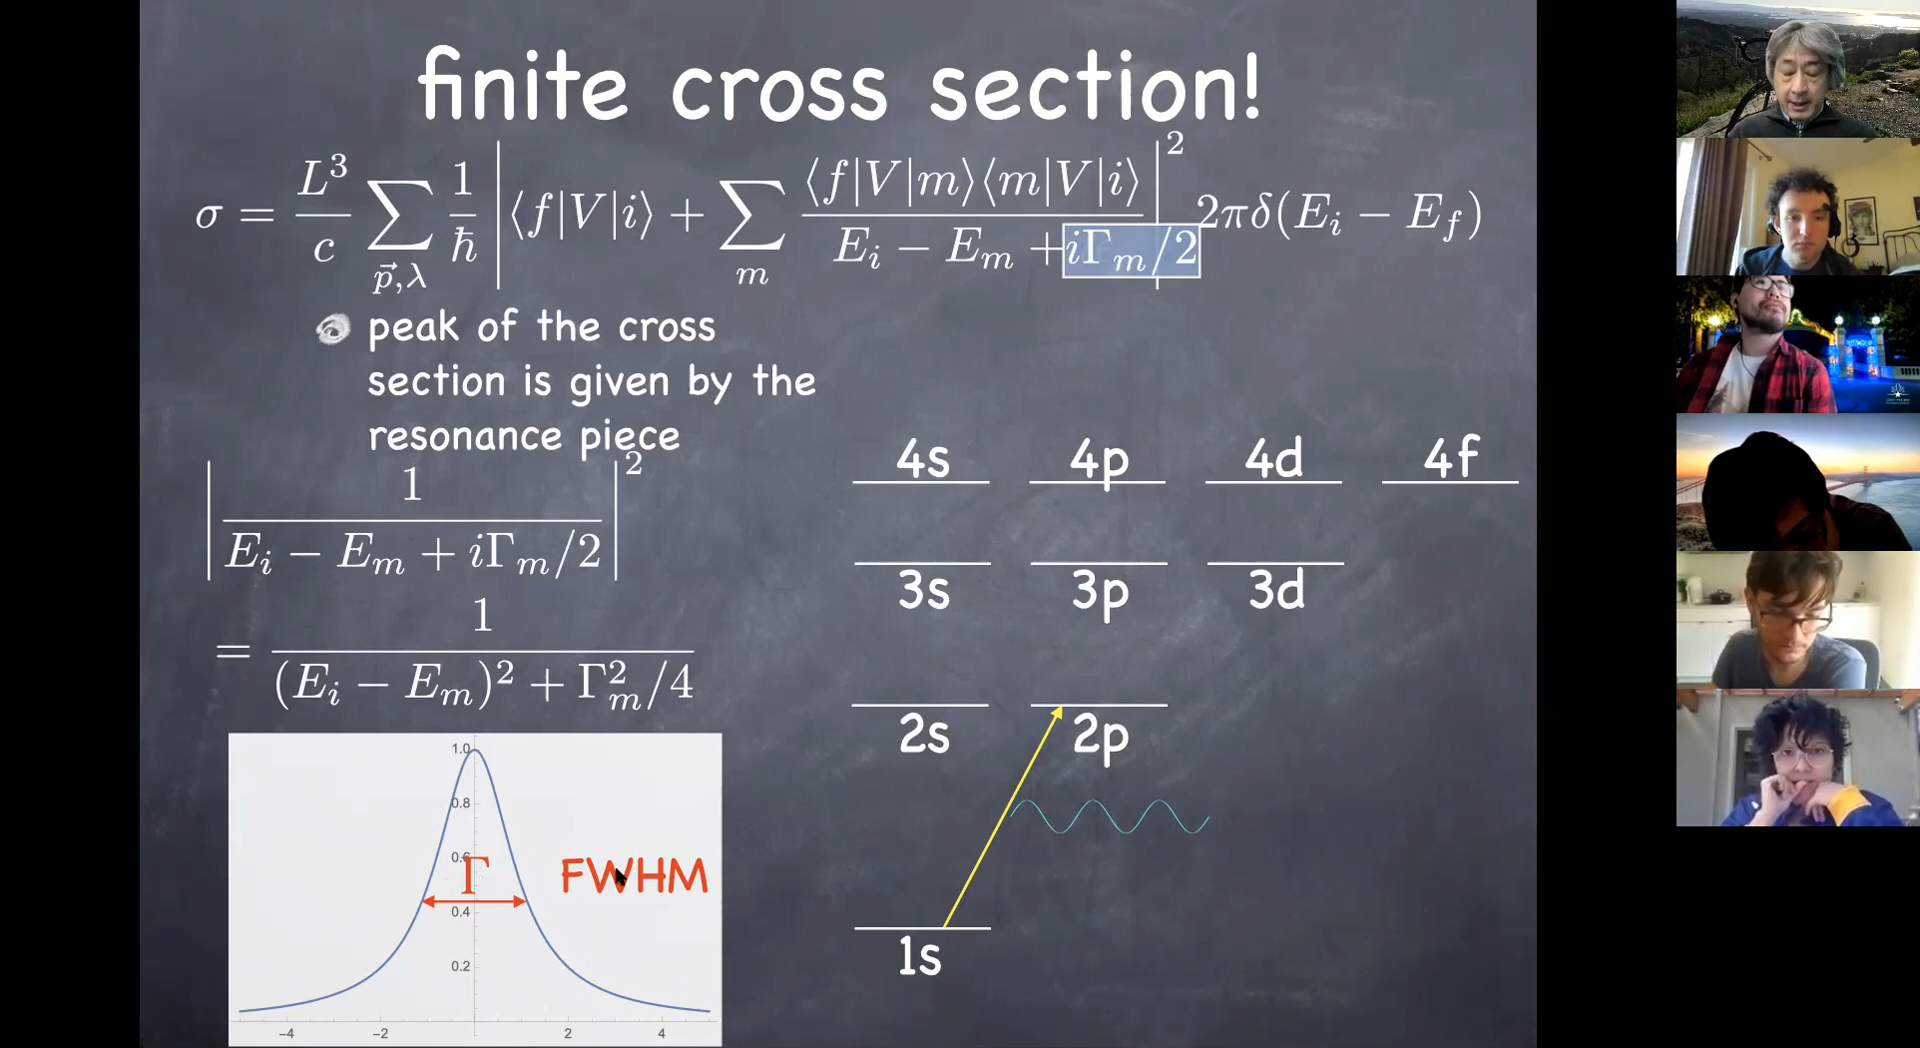 finite cross section!
σ = L³/c ∑_{p⃗,λ} 1/ħ |⟨f|V|i⟩ + ∑_m ⟨f|V|m⟩⟨m|V|i⟩/(E_i − E_m + iΓ_m/2)|² 2πδ(E_i − E_f)
peak of the cross
section is given by the
resonance piece
|1/(E_i − E_m + iΓ_m/2)|²
= 1/((E_i − E_m)² + Γ_m²/4)
4s 4p 4d 4f
3s 3p 3d
2s 2p
1s
1.0
0.8
0.6
Γ FWHM
0.4
0.2
−4 −2 2 4